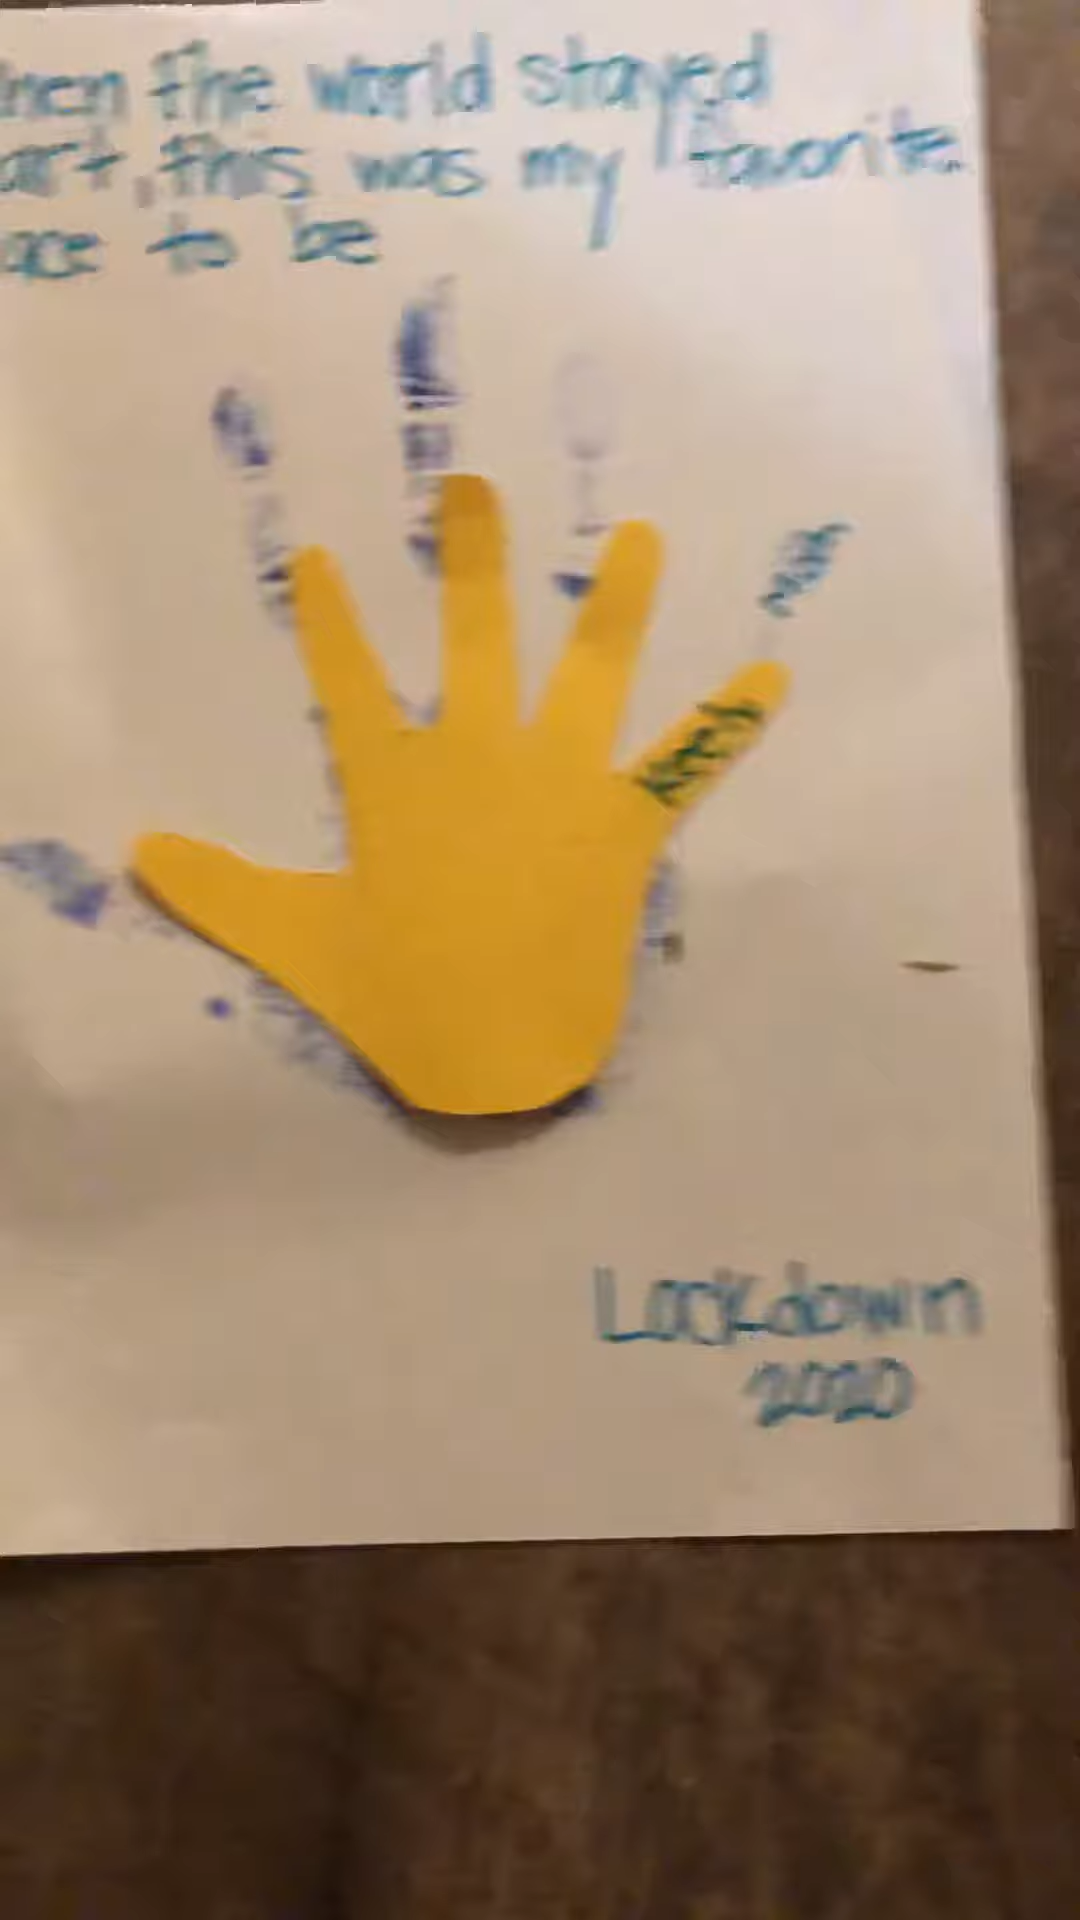 hen the world stayed
art, this was my favorite
ace to be
Lockdown
2020